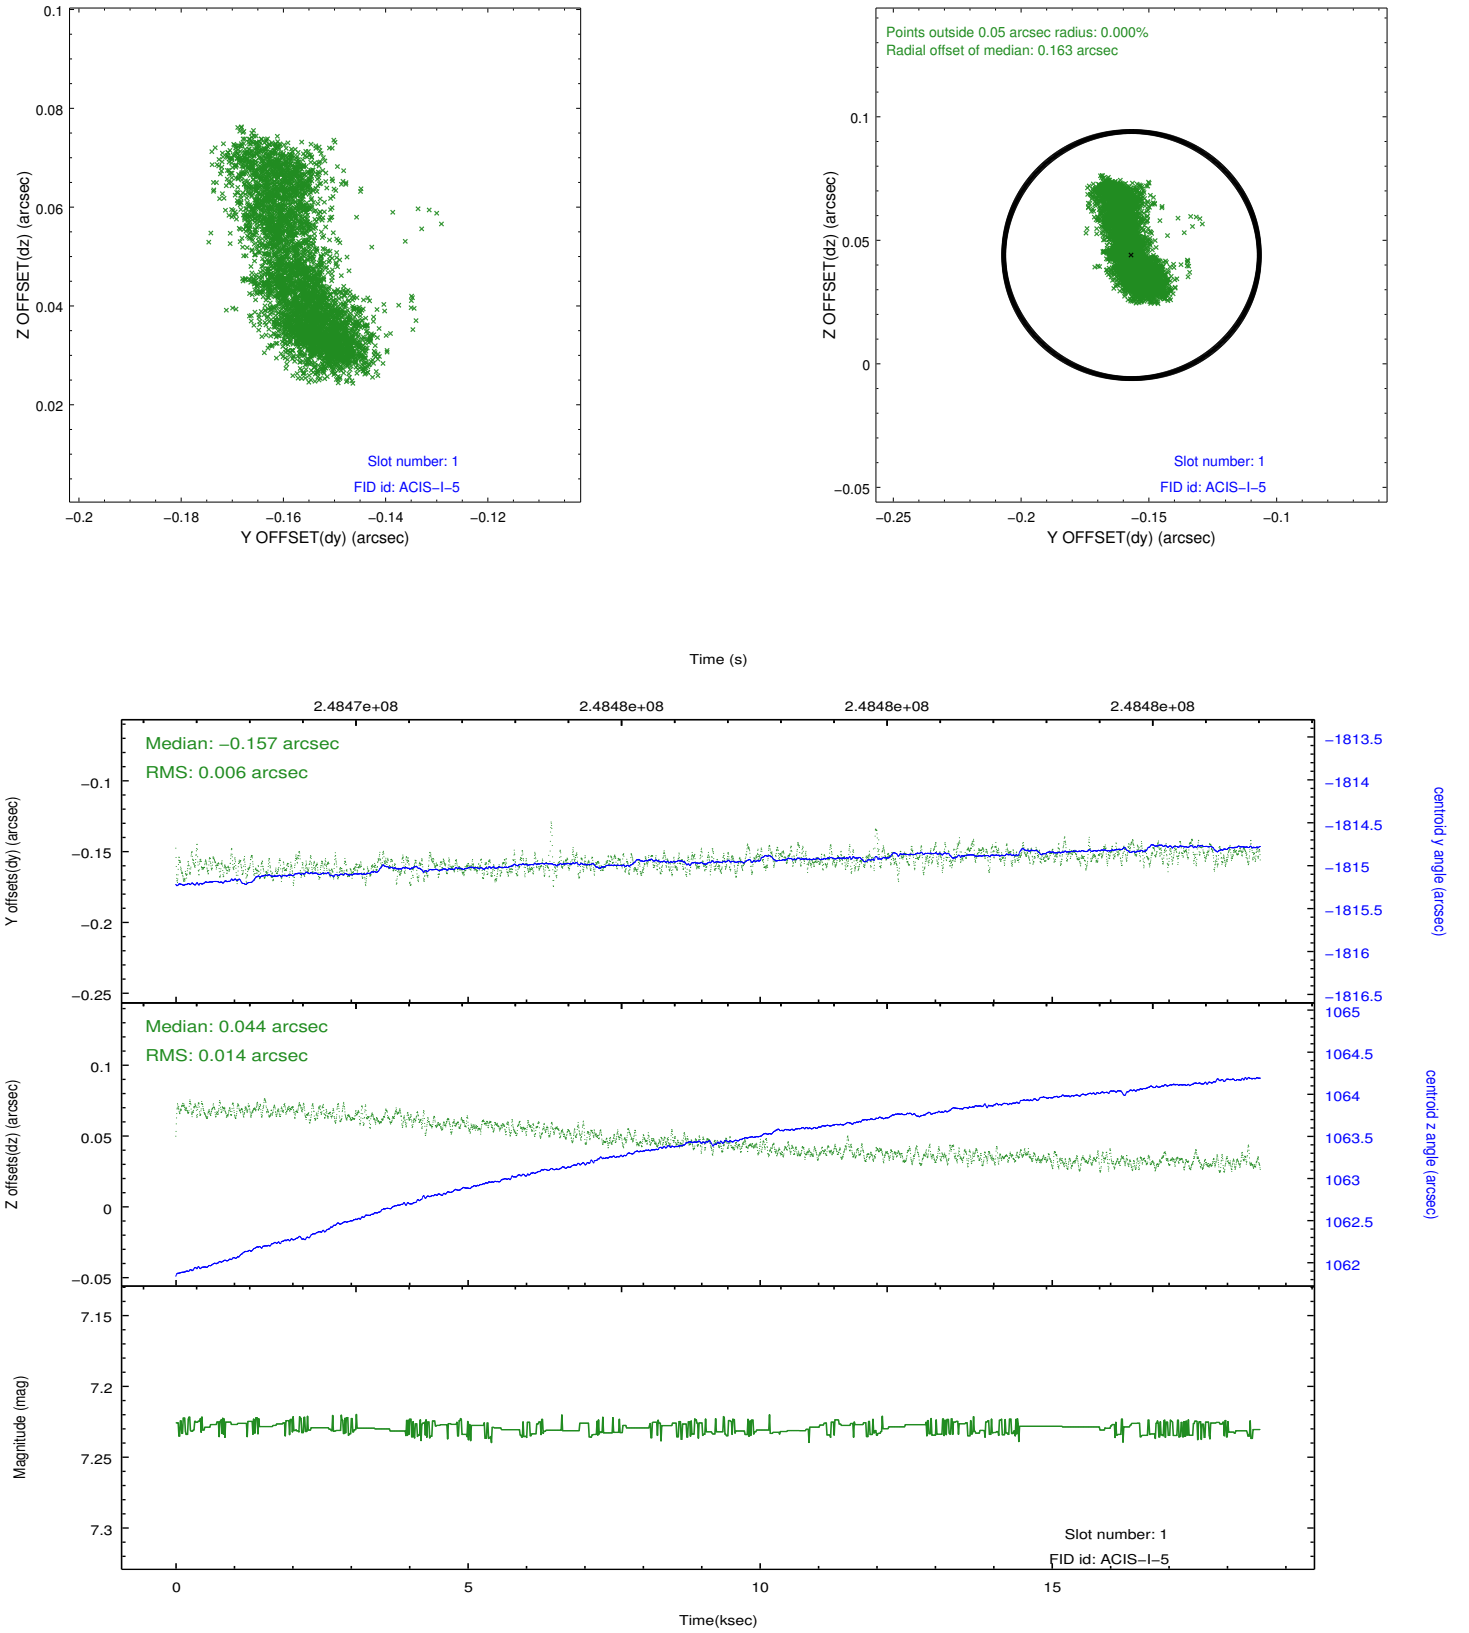 0.1
0.08
0.06
0.04
0.02
Z OFFSET(dz) (arcsec)
Slot number: 1
FID id: ACIS−I−5
−0.2
−0.18
−0.16
−0.14
−0.12
Y OFFSET(dy) (arcsec)
Points outside 0.05 arcsec radius: 0.000%
Radial offset of median: 0.163 arcsec
0.1
0.05
0
−0.05
Z OFFSET(dz) (arcsec)
Slot number: 1
FID id: ACIS−I−5
−0.25
−0.2
−0.15
−0.1
Y OFFSET(dy) (arcsec)
Time (s)
2.4847e+08
2.4848e+08
2.4848e+08
2.4848e+08
Median: −0.157 arcsec
RMS: 0.006 arcsec
−0.1
−0.15
−0.2
−0.25
Y offsets(dy) (arcsec)
−1813.5
−1814
−1814.5
−1815
−1815.5
−1816
−1816.5
centroid y angle (arcsec)
Median: 0.044 arcsec
RMS: 0.014 arcsec
0.1
0.05
0
−0.05
Z offsets(dz) (arcsec)
1065
1064.5
1064
1063.5
1063
1062.5
1062
centroid z angle (arcsec)
7.15
7.2
7.25
7.3
Magnitude (mag)
Slot number: 1
FID id: ACIS−I−5
0
5
10
15
Time(ksec)